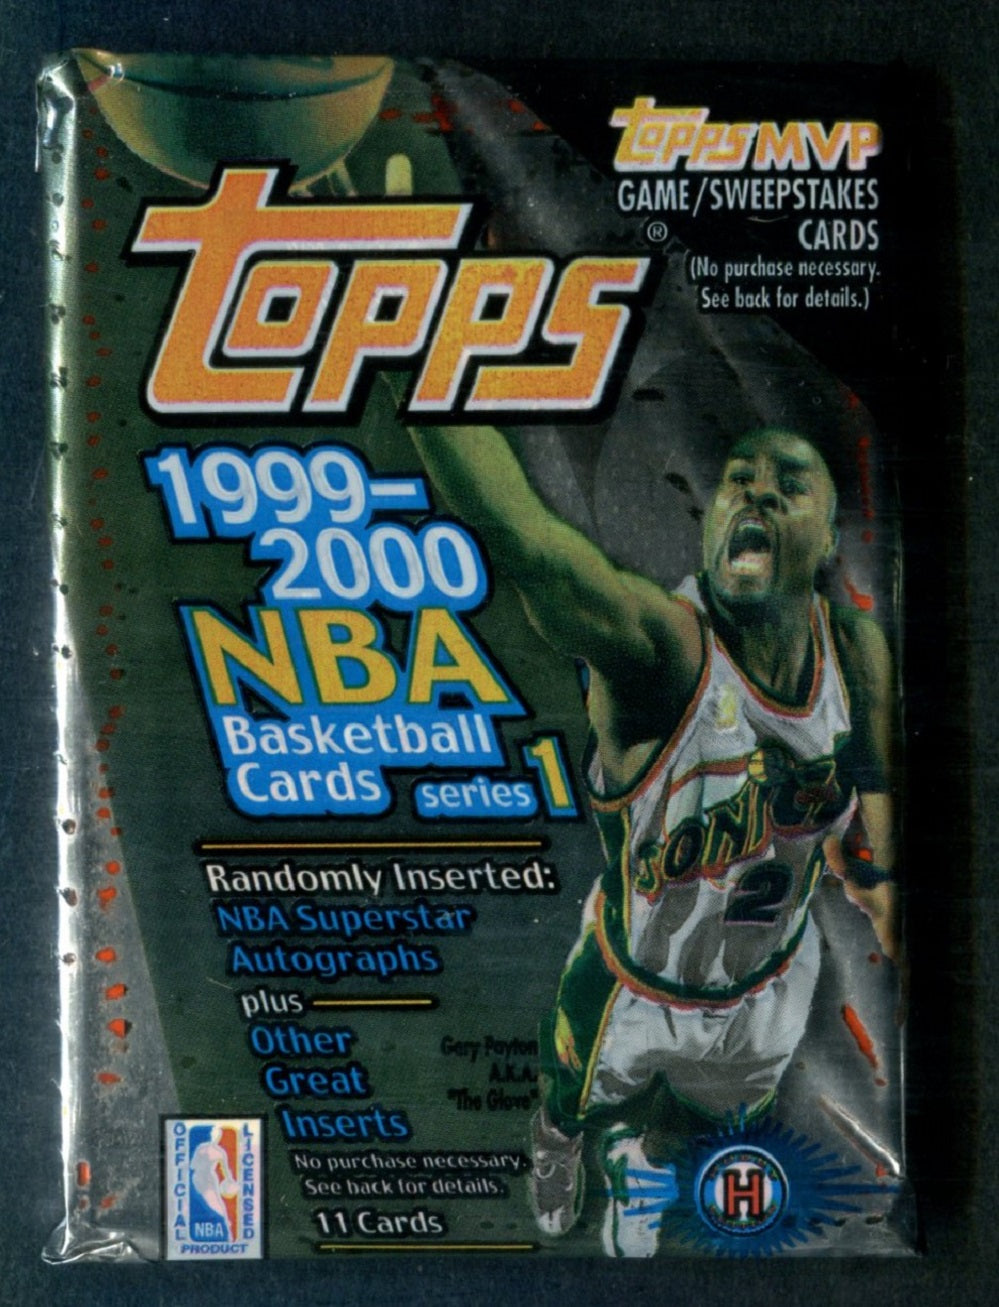 Topps MVP
GAME/SWEEPSTAKES
CARDS
(No purchase necessary.
See back for details.)
Topps ®
1999-
2000
NBA
Basketball
Cards series 1
Randomly Inserted:
NBA Superstar
Autographs
plus
Other
Great
Inserts
No purchase necessary.
See back for details.
11 Cards
Gary Payton
A.K.A.
"The Glove"
SONICS
2
OFFICIAL
LICENSED
NBA
PRODUCT
H